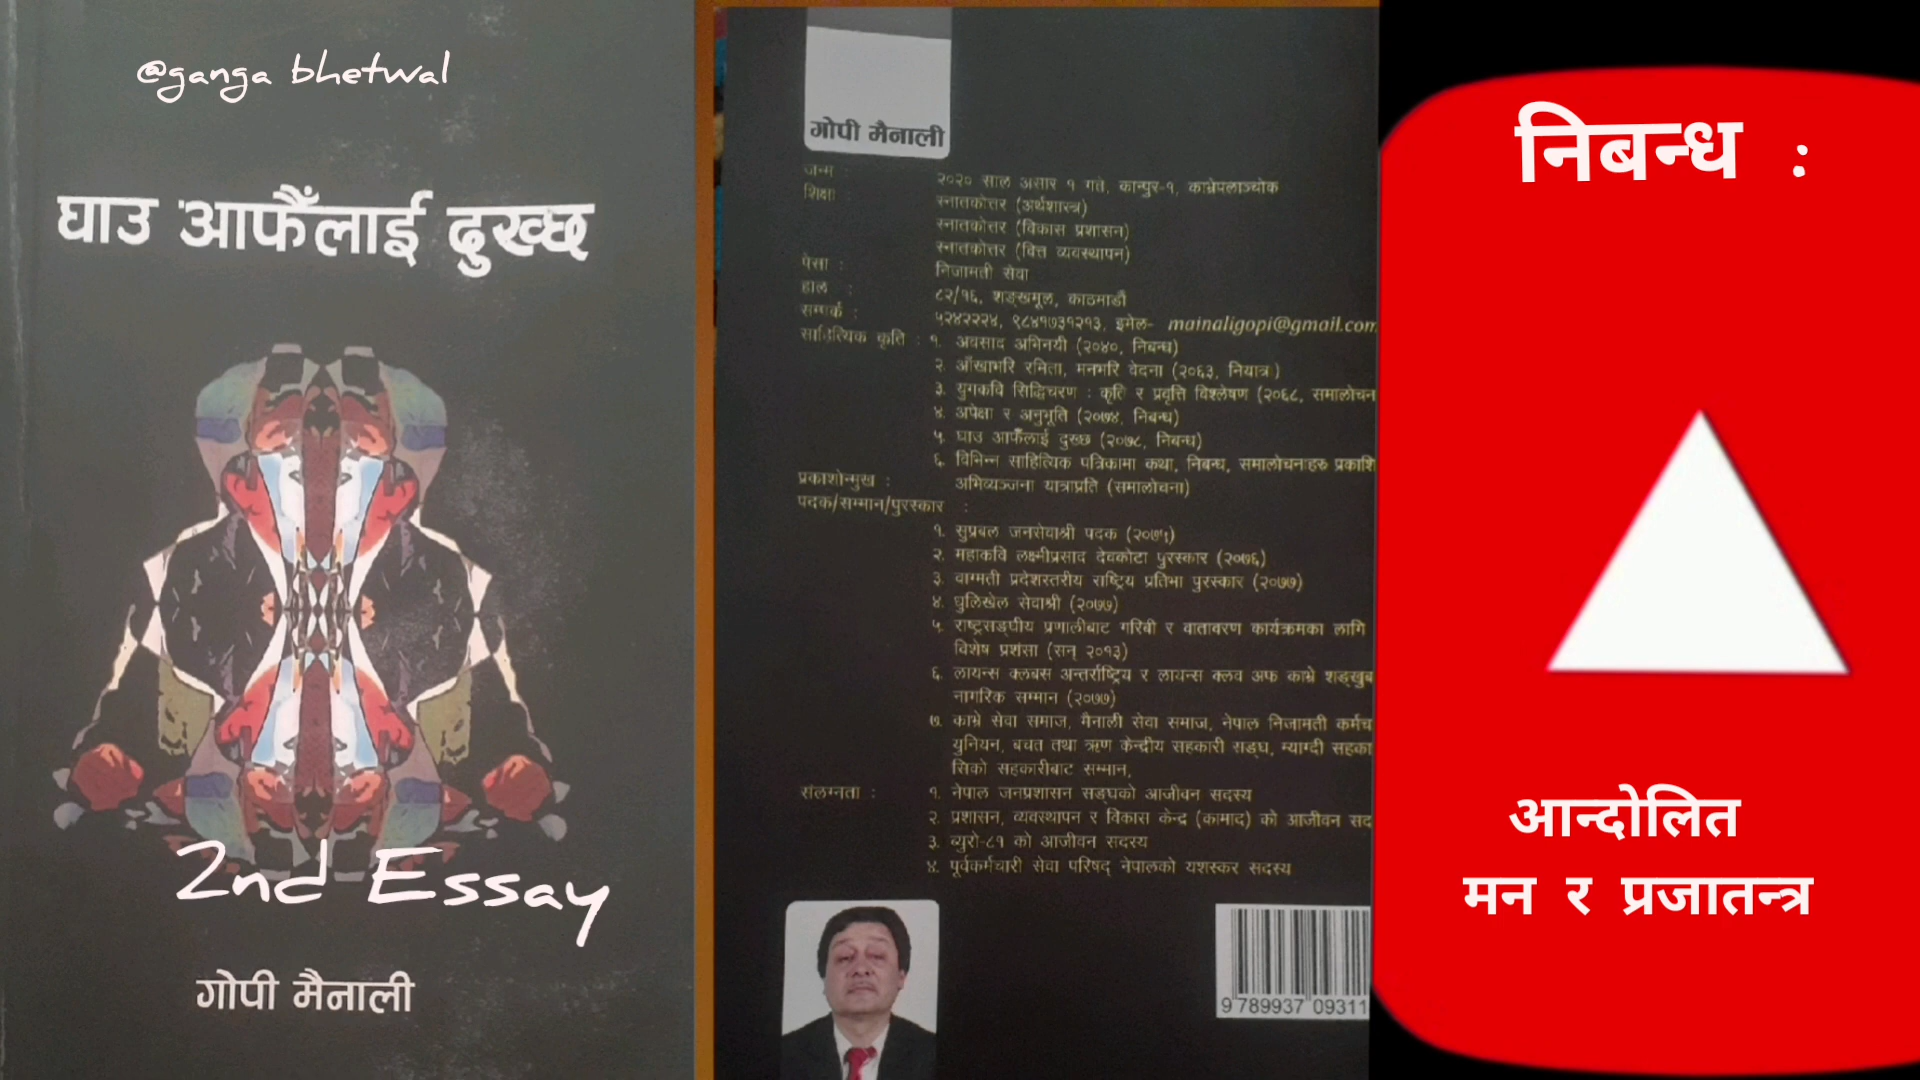 @ganga bhetwal
घाउ आफैँलाई दुख्छ
2nd Essay
गोपी मैनाली
गोपी मैनाली
जन्म : २०२० साल असार १ गते, कान्पुर-१, काभ्रेपलाञ्चोक
शिक्षा स्नातकोत्तर (अर्थशास्त्र)
स्नातकोत्तर (विकास प्रशासन)
स्नातकोत्तर (वित्त व्यवस्थापन)
पेसा : निजामती सेवा
हाल : ८२/१६, शङ्खमूल, काठमाडौं
सम्पर्क : ५२४२२२४, ९८४१७३१२१३, इमेल- mainaligopi@gmail.com
साहित्यिक कृति : १. अवसाद अभिनयी (२०४०, निबन्ध)
२. आँखाभरि रमिता, मनभरि वेदना (२०६३, नियात्रा)
३. युगकवि सिद्धिचरण : कृति र प्रवृत्ति विश्लेषण (२०६८, समालोचन
४. अपेक्षा र अनुभूति (२०७४, निबन्ध)
५. घाउ आफैँलाई दुख्छ (२०७८, निबन्ध)
६. विभिन्न साहित्यिक पत्रिकामा कथा, निबन्ध, समालोचनाहरु प्रकाशि
प्रकाशोन्मुख : अभिव्यञ्जना यात्राप्रति (समालोचना)
पदक/सम्मान/पुरस्कार :
१. सुप्रबल जनसेवाश्री पदक (२०७५)
२. महाकवि लक्ष्मीप्रसाद देवकोटा पुरस्कार (२०७६)
३. वाग्मती प्रदेशस्तरीय राष्ट्रिय प्रतिभा पुरस्कार (२०७७)
४. धुलिखेल सेवाश्री (२०७७)
५. राष्ट्रसङ्घीय प्रणालीबाट गरिबी र वातावरण कार्यक्रमका लागि
विशेष प्रशंसा (सन् २०१३)
६. लायन्स क्लबस अन्तर्राष्ट्रिय र लायन्स क्लव अफ काभ्रे शङ्खुब
नागरिक सम्मान (२०७७)
७. काभ्रे सेवा समाज, मैनाली सेवा समाज, नेपाल निजामती कर्मच
युनियन, बचत तथा ऋण केन्द्रीय सहकारी सङ्घ, म्याग्दी सहका
सिको सहकारीबाट सम्मान,
संलग्नता : १. नेपाल जनप्रशासन सङ्घको आजीवन सदस्य
२. प्रशासन, व्यवस्थापन र विकास केन्द्र (कामाद) को आजीवन सद
३. ब्युरो-८१ को आजीवन सदस्य
४. पूर्वकर्मचारी सेवा परिषद् नेपालको यशस्कर सदस्य
9 789937 09311
निबन्ध :
आन्दोलित
मन र प्रजातन्त्र